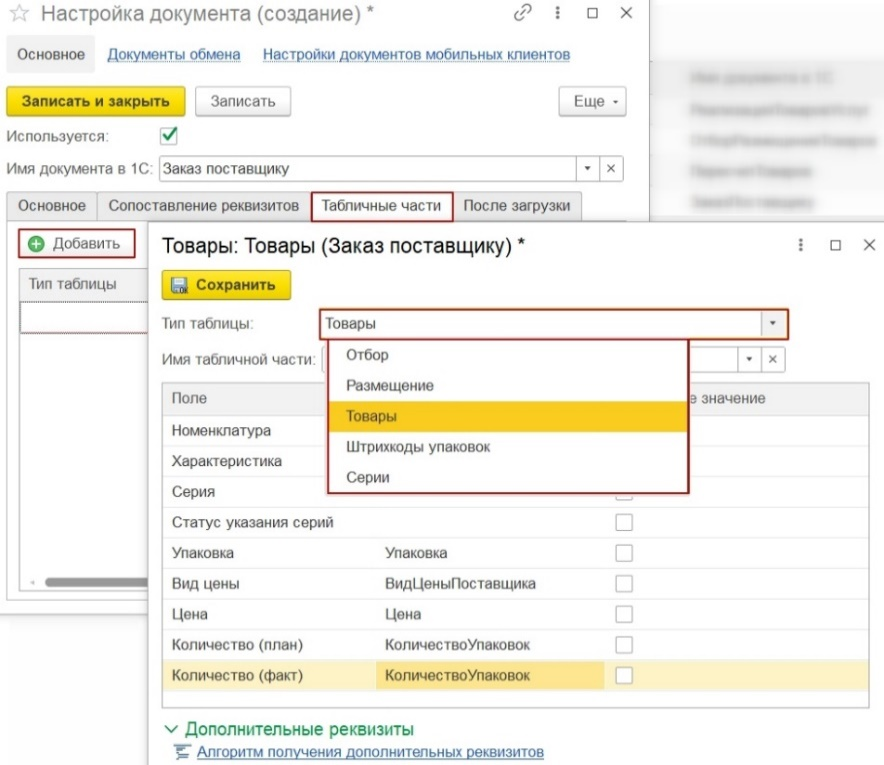 Настройка документа (создание) *
Основное Документы обмена Настройки документов мобильных клиентов
Записать и закрыть Записать Еще
Используется:
Имя документа в 1С: Заказ поставщику
Основное Сопоставление реквизитов Табличные части После загрузки
Добавить
Тип таблицы
Товары: Товары (Заказ поставщику) *
Сохранить
Тип таблицы: Товары
Отбор
Размещение
Товары
Штрихкоды упаковок
Серии
Имя табличной части:
Поле е значение
Номенклатура
Характеристика
Серия
Статус указания серий
Упаковка Упаковка
Вид цены ВидЦеныПоставщика
Цена Цена
Количество (план) КоличествоУпаковок
Количество (факт) КоличествоУпаковок
Дополнительные реквизиты
Алгоритм получения дополнительных реквизитов